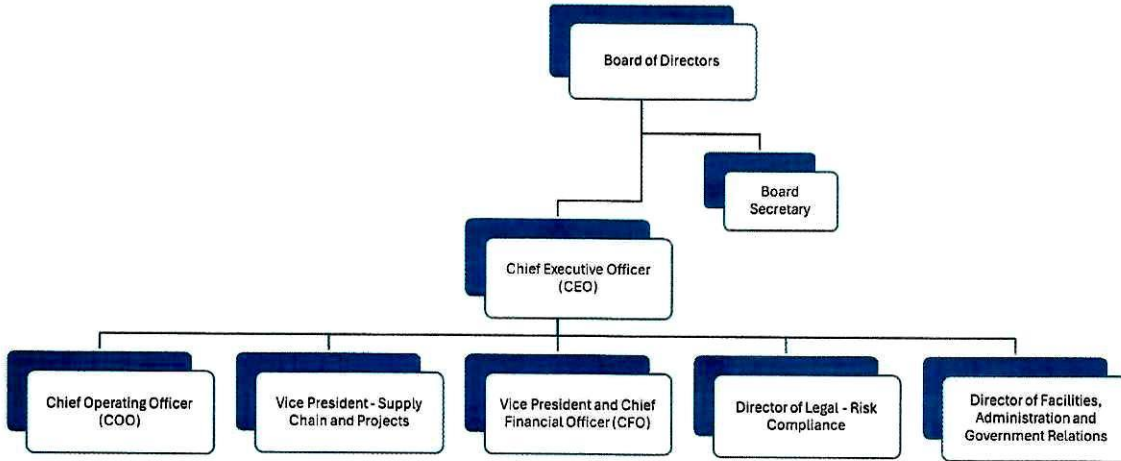 Board of Directors
Board
Secretary
Chief Executive Officer
(CEO)
Chief Operating Officer
(COO)
Vice President - Supply
Chain and Projects
Vice President and Chief
Financial Officer (CFO)
Director of Legal - Risk
Compliance
Director of Facilities,
Administration and
Government Relations